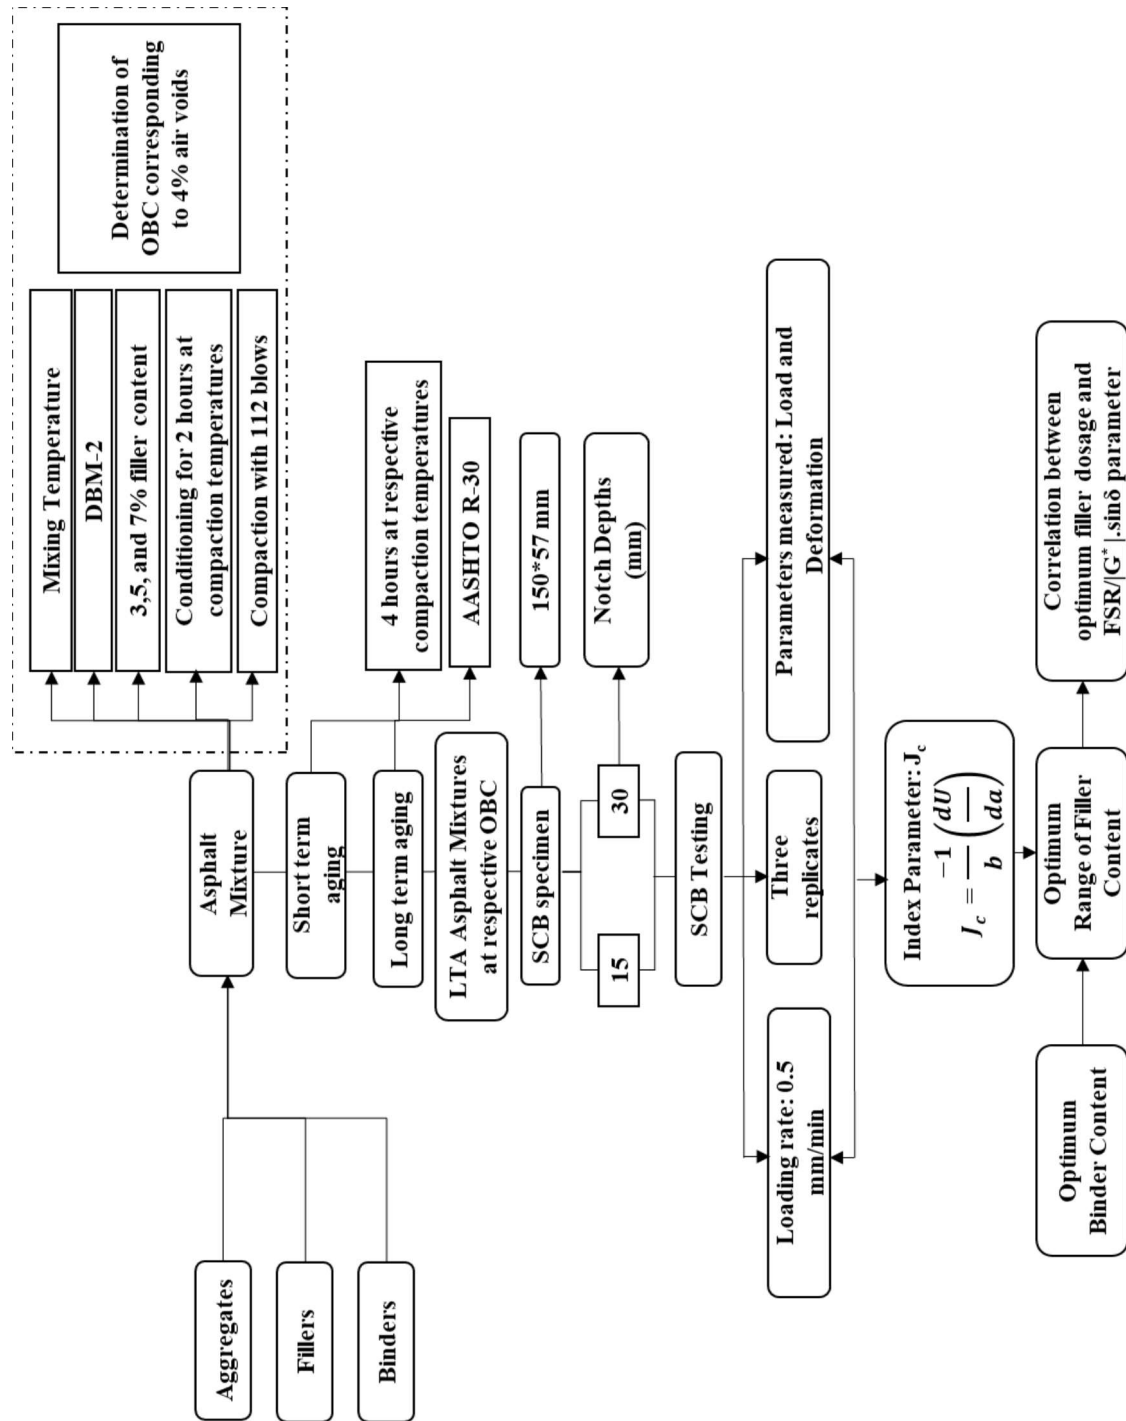 Aggregates
Fillers
Binders
Asphalt
Mixture
Mixing Temperature
DBM-2
3,5, and 7% filler content
Conditioning for 2 hours at
compaction temperatures
Compaction with 112 blows
Determination of
OBC corresponding
to 4% air voids
Short term
aging
Long term aging
4 hours at respective
compaction temperatures
AASHTO R-30
LTA Asphalt Mixtures
at respective OBC
SCB specimen
150*57 mm
15
30
Notch Depths
(mm)
SCB Testing
Loading rate: 0.5
mm/min
Three
replicates
Parameters measured: Load and
Deformation
Index Parameter: J_c
J_c = −1/b (dU/da)
Optimum
Binder Content
Optimum
Range of Filler
Content
Correlation between
optimum filler dosage and
FSR/|G*|.sinδ parameter